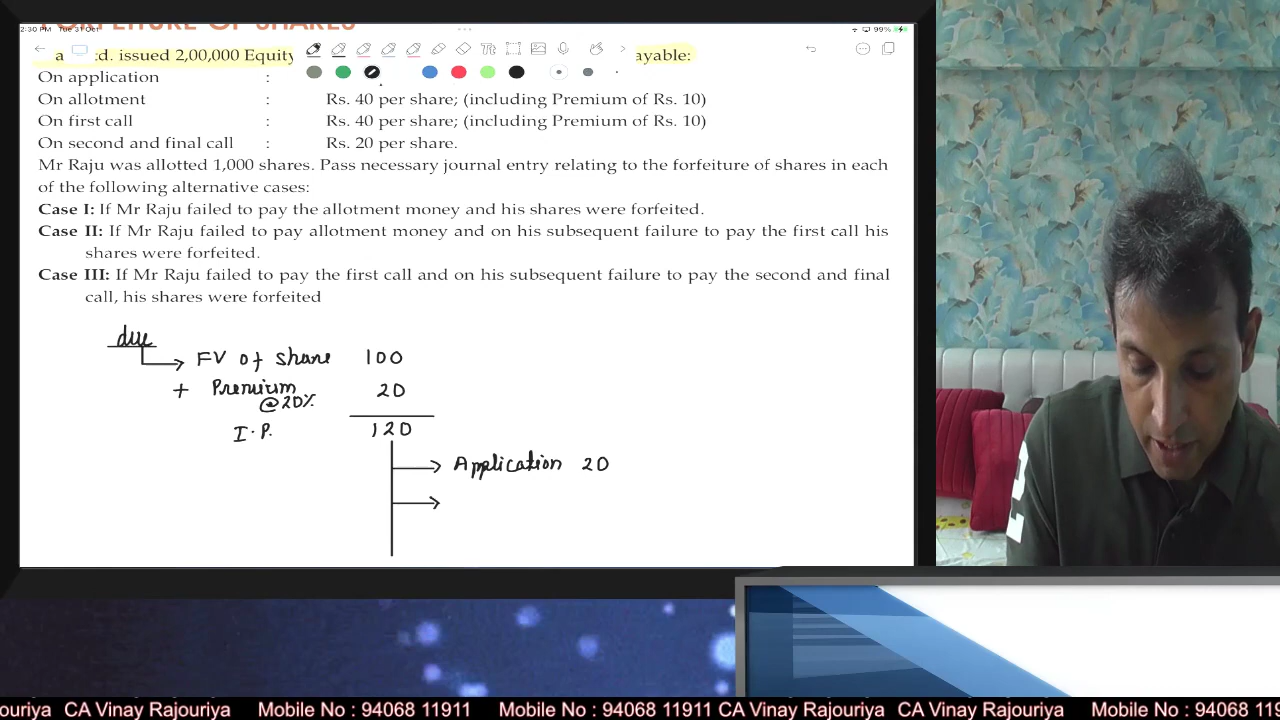 FORFEITURE OF SHARES
2:30 PM Tue 31 Oct
99%
a td. issued 2,00,000 Equity ayable:
On application :
On allotment : Rs. 40 per share; (including Premium of Rs. 10)
On first call : Rs. 40 per share; (including Premium of Rs. 10)
On second and final call : Rs. 20 per share.
Mr Raju was allotted 1,000 shares. Pass necessary journal entry relating to the forfeiture of shares in each
of the following alternative cases:
Case I: If Mr Raju failed to pay the allotment money and his shares were forfeited.
Case II: If Mr Raju failed to pay allotment money and on his subsequent failure to pay the first call his
shares were forfeited.
Case III: If Mr Raju failed to pay the first call and on his subsequent failure to pay the second and final
call, his shares were forfeited
due
FV of share 100
+ Premium 20
@ 20%
I.P. 120
Application 20
ouriya CA Vinay Rajouriya Mobile No : 94068 11911 Mobile No : 94068 11911 CA Vinay Rajouriya CA Vinay Rajouriya Mobile No : 94068 119